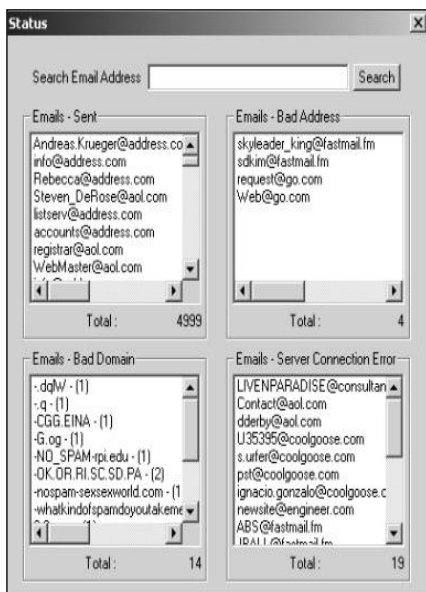 Status
Search Email Address
Search
Emails - Sent
Andreas.Krueger@address.co
info@address.com
Rebecca@address.com
Steven_DeRose@aol.com
listserv@address.com
accounts@address.com
registrar@aol.com
WebMaster@aol.com
Total : 4999
Emails - Bad Address
skyleader_king@fastmail.fm
sdkim@fastmail.fm
request@go.com
Web@go.com
Total : 4
Emails - Bad Domain
-.dqlW - (1)
-.q - (1)
-CGG.EINA - (1)
-G.og - (1)
-NO_SPAM-rpi.edu - (1)
-OK.OR.RI.SC.SD.PA - (2)
-nospam-sexsexworld.com - (1
-whatkindofspamdoyoutakeme
Total : 14
Emails - Server Connection Error
LIVENPARADISE@consultan
Contact@aol.com
dderby@aol.com
U35395@coolgoose.com
s.urfer@coolgoose.com
pst@coolgoose.com
ignacio.gonzalo@coolgoose.c
newsite@engineer.com
ABS@fastmail.fm
Total : 19